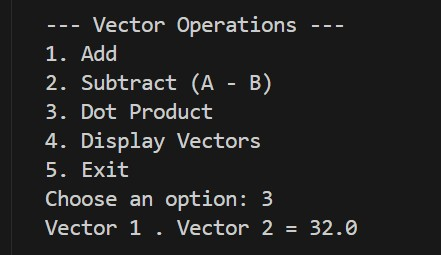 --- Vector Operations ---
1. Add
2. Subtract (A - B)
3. Dot Product
4. Display Vectors
5. Exit
Choose an option: 3
Vector 1 . Vector 2 = 32.0